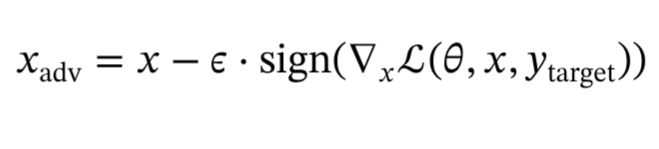 x_adv = x − ϵ · sign(∇_x ℒ(θ, x, y_target))